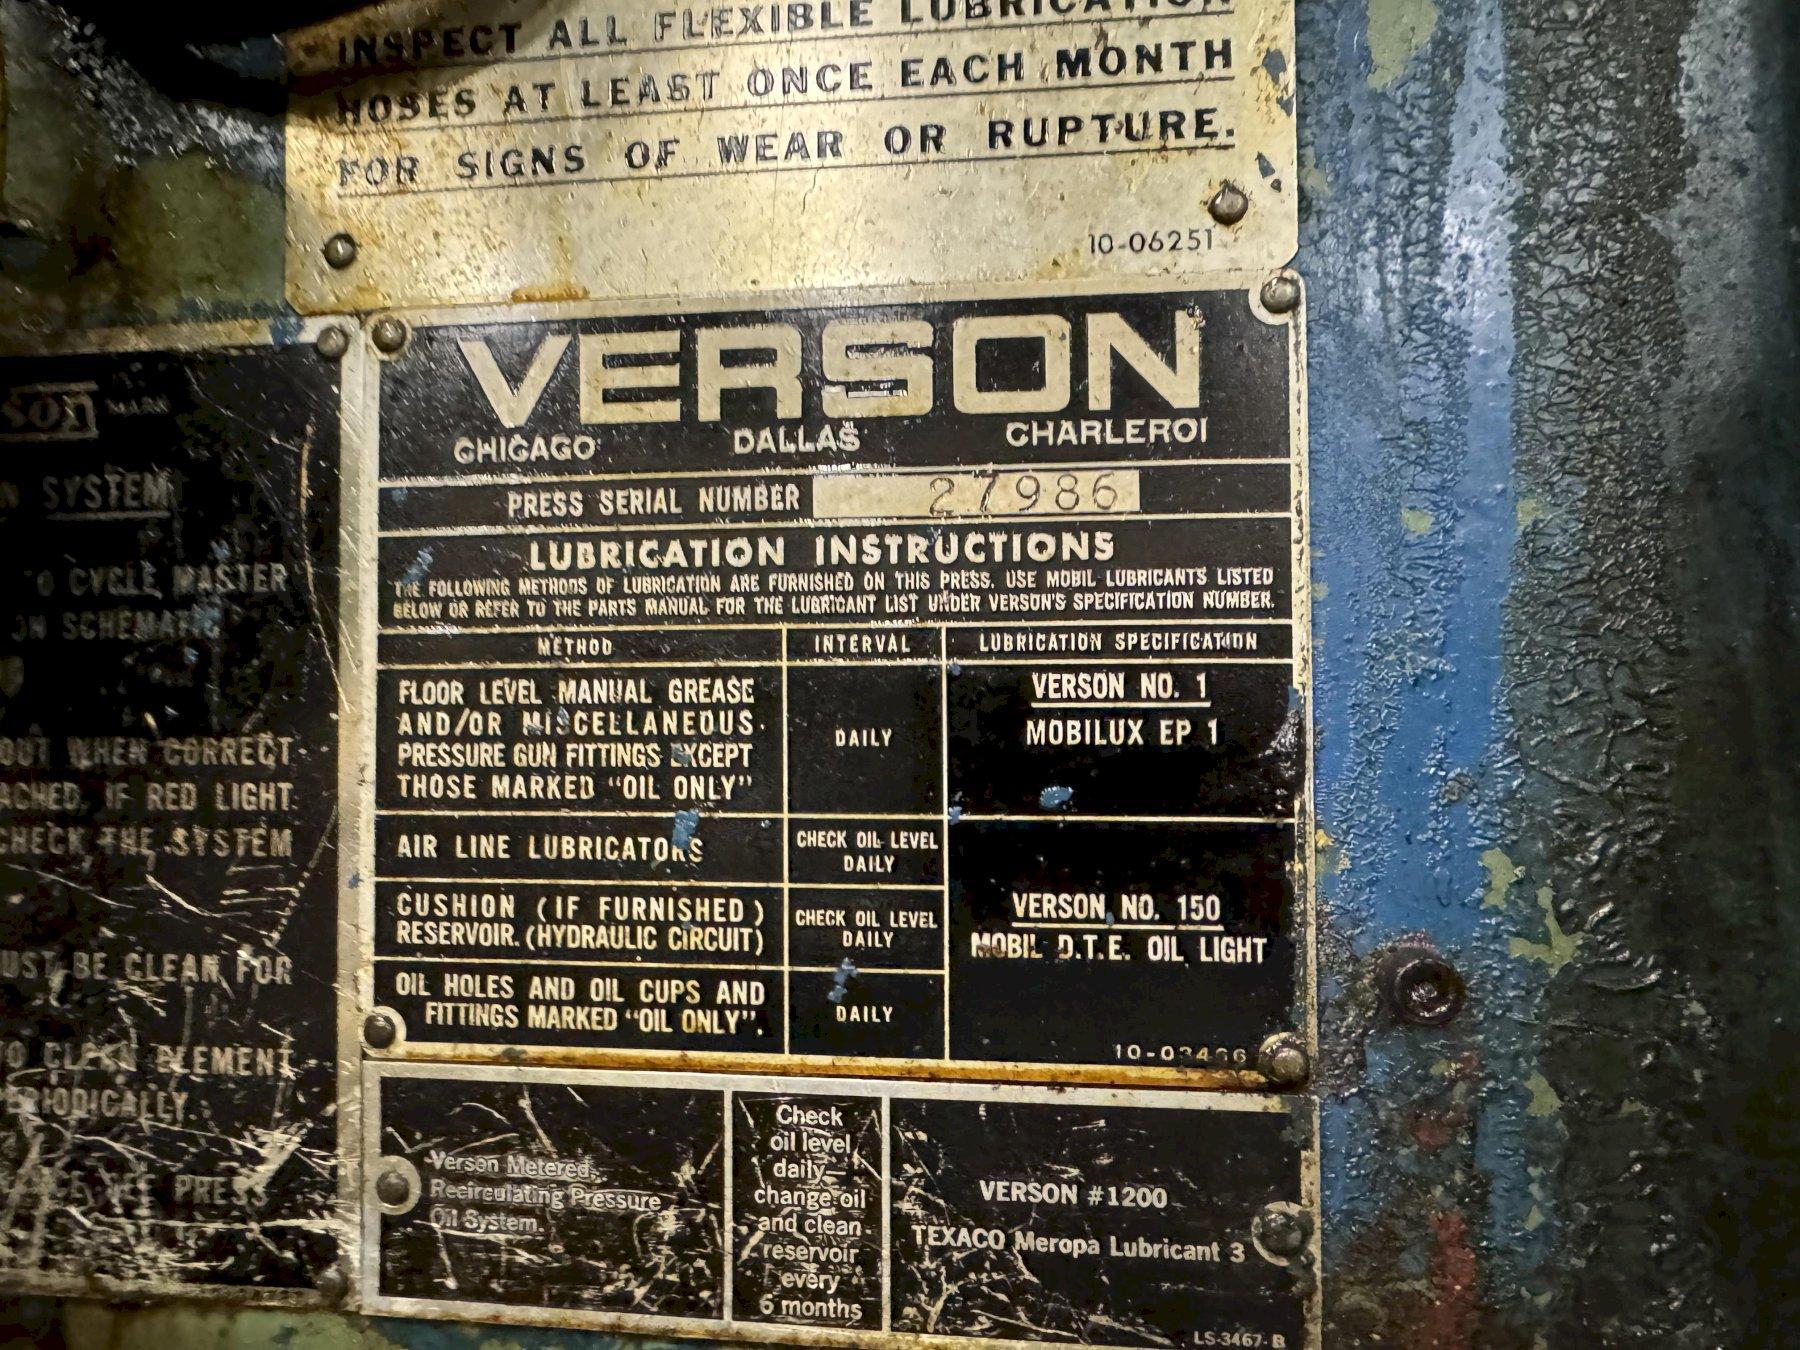 INSPECT ALL FLEXIBLE LUBRICATION
HOSES AT LEAST ONCE EACH MONTH
FOR SIGNS OF WEAR OR RUPTURE.
10-06251
SYSTEM
CYCLE MASTER
SCHEMATIC
OUT WHEN CORRECT
IF RED LIGHT
CHECK THE SYSTEM
BE CLEAN FOR
TO CLEAN ELEMENT
PERIODICALLY
SEE PRESS
VERSON
CHICAGO DALLAS CHARLEROI
PRESS SERIAL NUMBER 27986
LUBRICATION INSTRUCTIONS
THE FOLLOWING METHODS OF LUBRICATION ARE FURNISHED ON THIS PRESS. USE MOBIL LUBRICANTS LISTED
BELOW OR REFER TO THE PARTS MANUAL FOR THE LUBRICANT LIST UNDER VERSON'S SPECIFICATION NUMBER.
METHOD INTERVAL LUBRICATION SPECIFICATION
FLOOR LEVEL MANUAL GREASE
AND/OR MISCELLANEOUS
PRESSURE GUN FITTINGS EXCEPT
THOSE MARKED "OIL ONLY"
DAILY
VERSON NO. 1
MOBILUX EP 1
AIR LINE LUBRICATORS
CHECK OIL LEVEL
DAILY
CUSHION (IF FURNISHED)
RESERVOIR. (HYDRAULIC CIRCUIT)
CHECK OIL LEVEL
DAILY
VERSON NO. 150
MOBIL D.T.E. OIL LIGHT
OIL HOLES AND OIL CUPS AND
FITTINGS MARKED "OIL ONLY".
DAILY
Verson Metered
Recirculating Pressure
Oil System.
Check
oil level
daily—
change oil
and clean
reservoir
every
6 months
VERSON #1200
TEXACO Meropa Lubricant 3
LS-3467-B